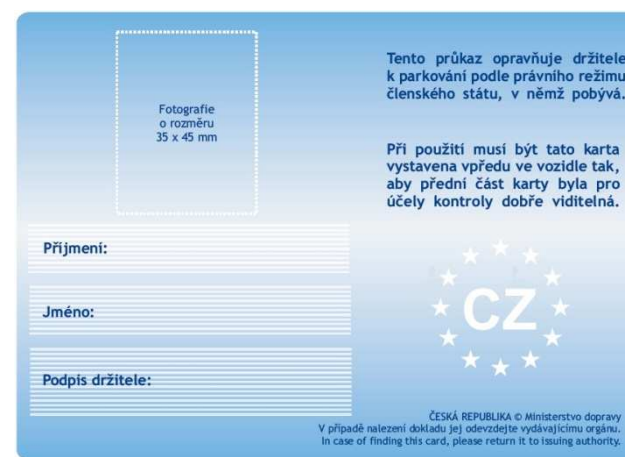 Fotografie
o rozměru
35 x 45 mm
Tento průkaz opravňuje držitele
k parkování podle právního režimu
členského státu, v němž pobývá.
Při použití musí být tato karta
vystavena vpředu ve vozidle tak,
aby přední část karty byla pro
účely kontroly dobře viditelná.
Příjmení:
Jméno:
Podpis držitele:
CZ
ČESKÁ REPUBLIKA © Ministerstvo dopravy
V případě nalezení dokladu jej odevzdejte vydávajícímu orgánu.
In case of finding this card, please return it to issuing authority.